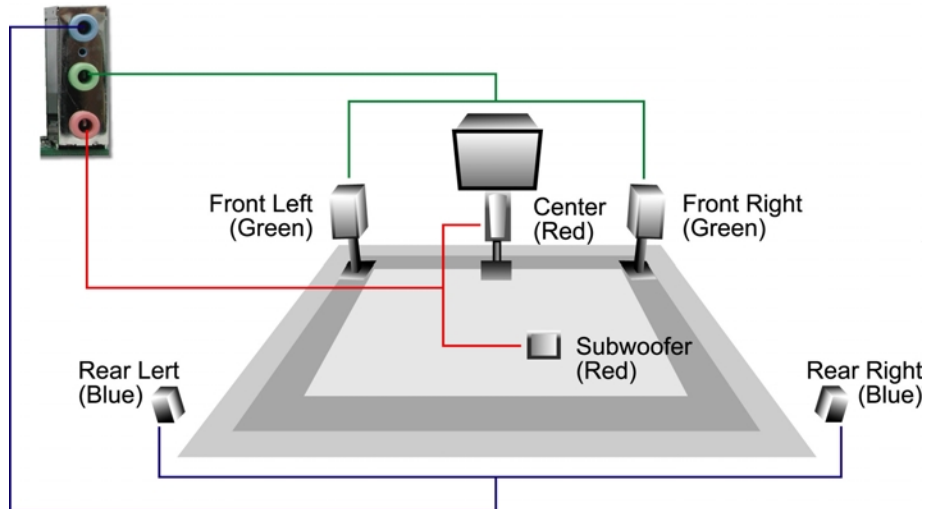 Front Left
(Green)
Center
(Red)
Front Right
(Green)
Subwoofer
(Red)
Rear Lert
(Blue)
Rear Right
(Blue)